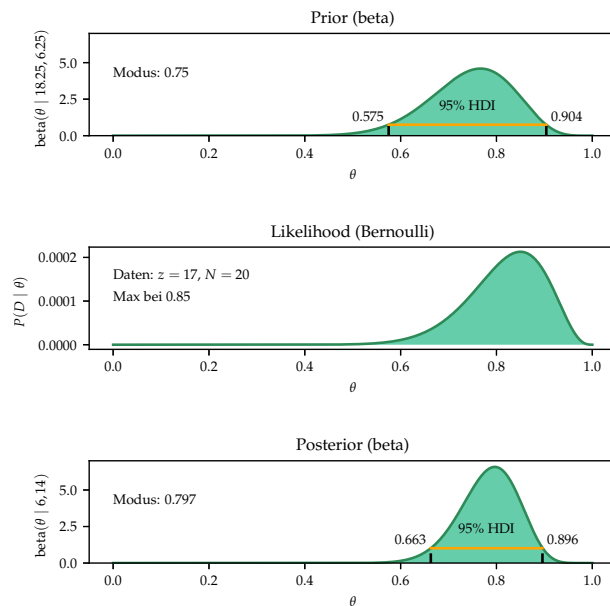 Prior (beta)
beta(θ | 18.25, 6.25)
5.0
2.5
0.0
Modus: 0.75
95% HDI
0.575
0.904
0.0 0.2 0.4 0.6 0.8 1.0
θ
Likelihood (Bernoulli)
P(D | θ)
0.0002
0.0001
0.0000
Daten: z = 17, N = 20
Max bei 0.85
0.0 0.2 0.4 0.6 0.8 1.0
θ
Posterior (beta)
beta(θ | 6,14)
5.0
2.5
0.0
Modus: 0.797
95% HDI
0.663
0.896
0.0 0.2 0.4 0.6 0.8 1.0
θ